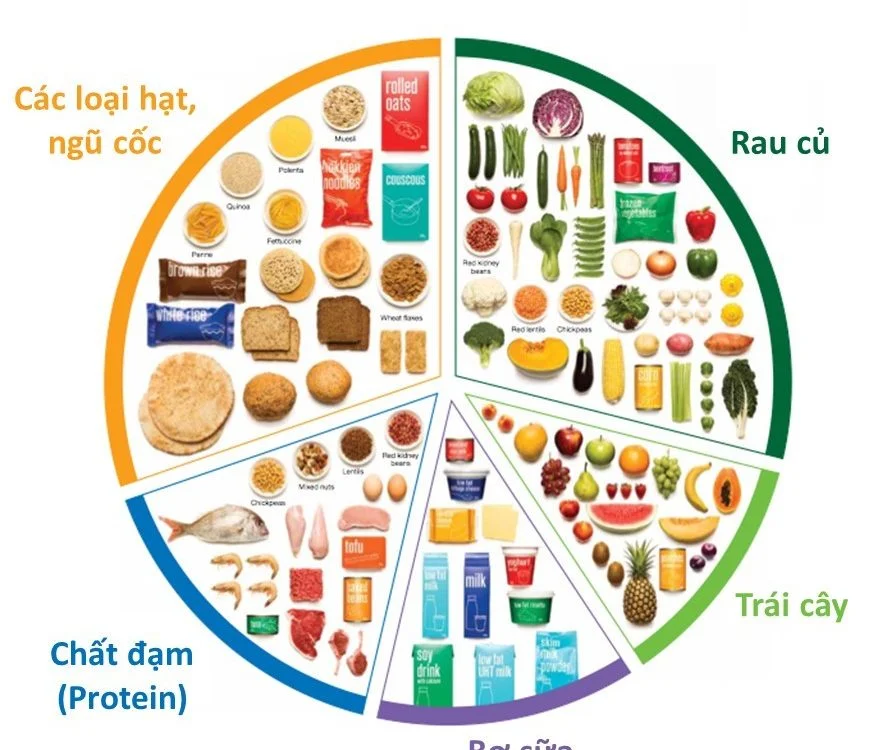 Các loại hạt,
ngũ cốc
rolled
oats
Muesli
Polenta
hokkien
noodles
couscous
Quinoa
Fettuccine
Penne
brown rice
white rice
Wheat flakes
Rau củ
tomatoes
beetroot
frozen
vegetables
Red kidney
beans
Red lentils
Chickpeas
corn
Chất đạm
(Protein)
Red kidney
beans
Lentils
Mixed nuts
Chickpeas
tofu
baked
beans
tuna
low fat
cottage cheese
yoghurt
low fat
milk
milk
low fat ricotta
soy
drink
with calcium
low fat
UHT milk
skim
milk
powder
Bơ sữa
Trái cây